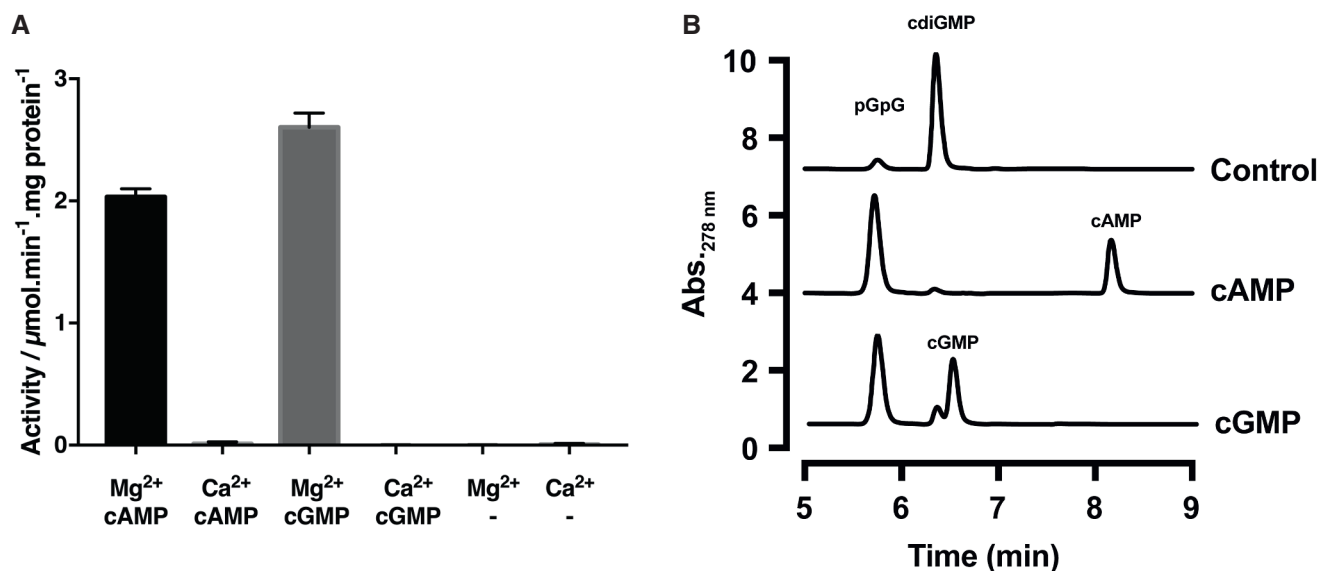 A
Activity / µmol.min⁻¹.mg protein⁻¹
3
2
1
0
Mg²⁺ Ca²⁺ Mg²⁺ Ca²⁺ Mg²⁺ Ca²⁺
cAMP cAMP cGMP cGMP - -
B
Abs.₂₇₈ ₙₘ
10
8
6
4
2
0
cdiGMP
pGpG
Control
cAMP
cAMP
cGMP
cGMP
5 6 7 8 9
Time (min)